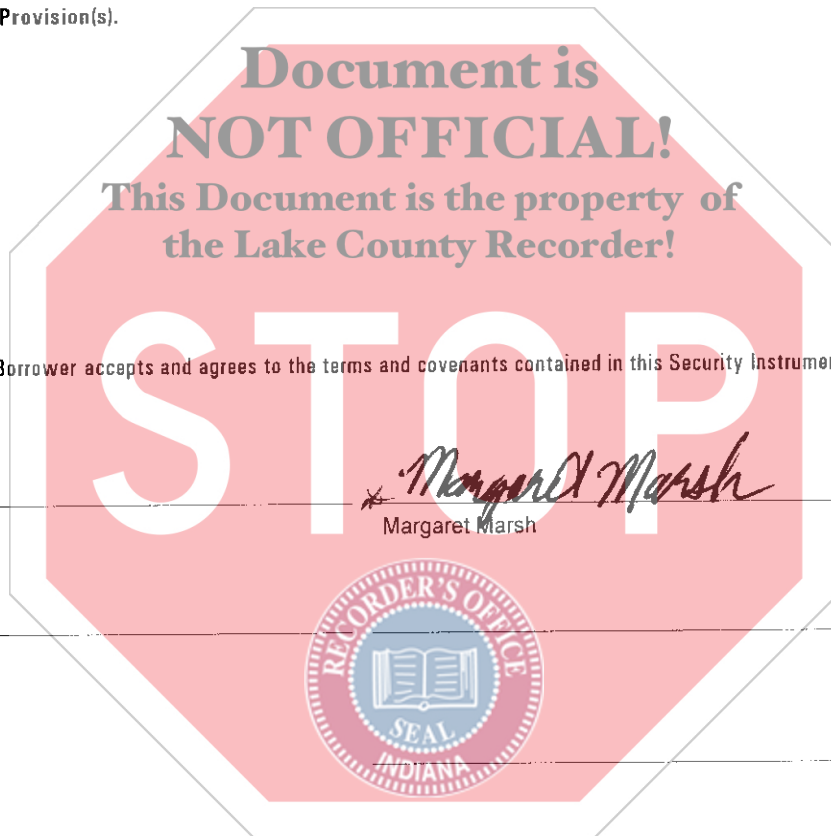 Provision(s).
Document is
NOT OFFICIAL!
This Document is the property of
the Lake County Recorder!
STOP
Borrower accepts and agrees to the terms and covenants contained in this Security Instrumen
Margaret Marsh
Margaret Marsh
RECORDER'S OFFICE
SEAL
INDIANA